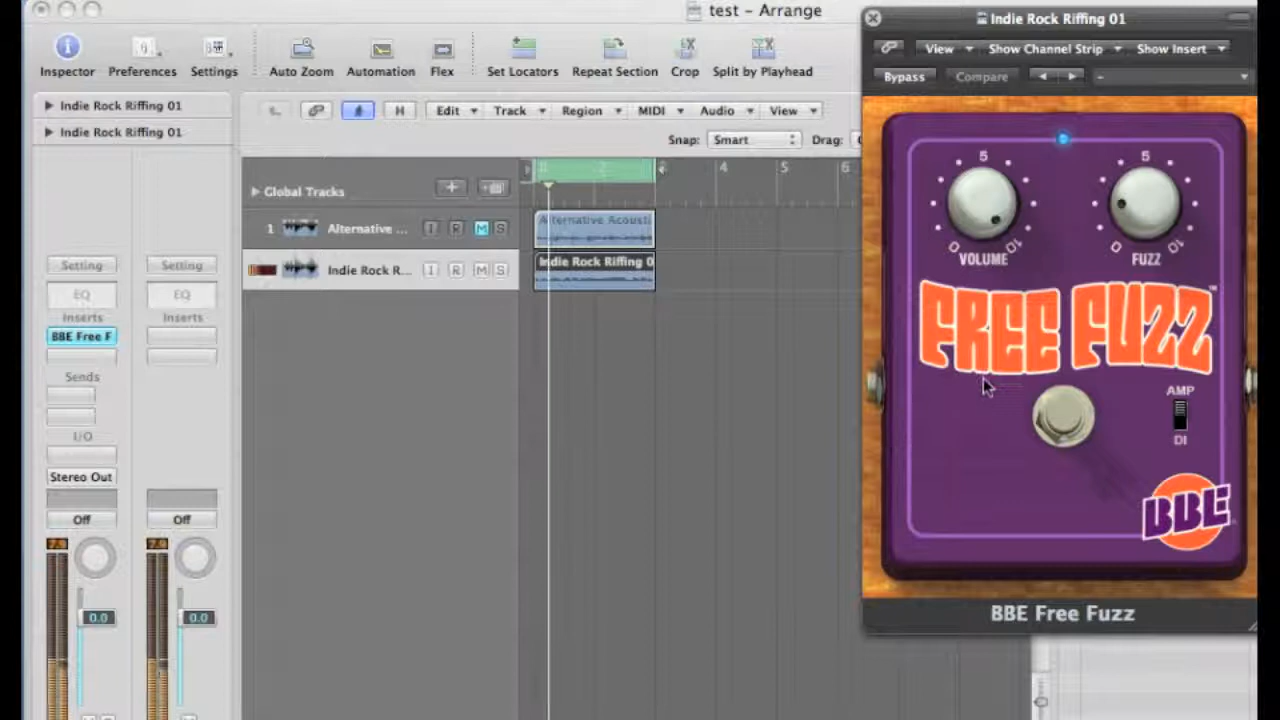 test - Arrange
Inspector Preferences Settings Auto Zoom Automation Flex Set Locators Repeat Section Crop Split by Playhead
Indie Rock Riffing 01
Indie Rock Riffing 01
Edit Track Region MIDI Audio View
Snap: Smart Drag:
Global Tracks
4 5 6
1 Alternative ... I R M S
Alternative Acousti
Indie Rock R... I R M S
Indie Rock Riffing 0
Setting Setting
EQ EQ
Inserts Inserts
BBE Free F
Sends
I/O
Stereo Out
Off Off
0.0 0.0
Indie Rock Riffing 01
View Show Channel Strip Show Insert
Bypass Compare -
5 5
0 10 0 10
VOLUME FUZZ
FREE FUZZ™
AMP
DI
BBE
BBE Free Fuzz